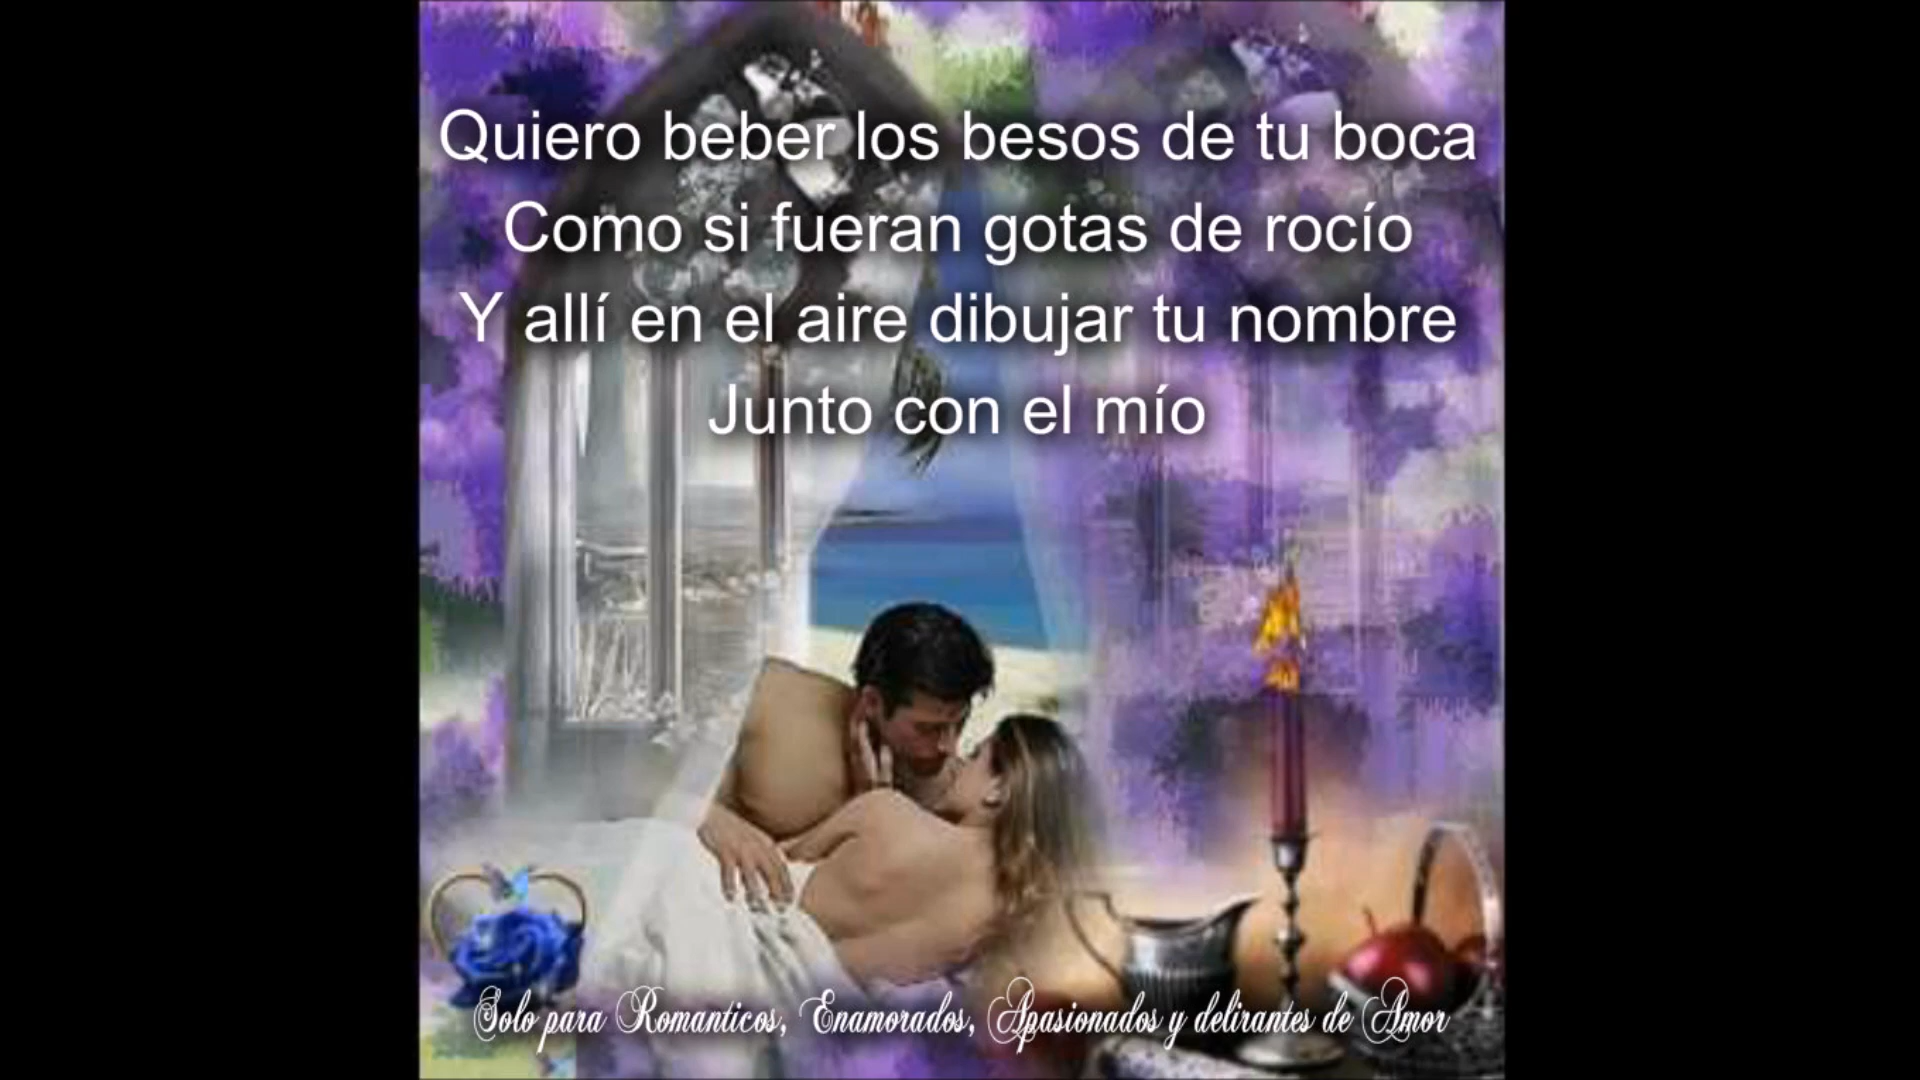 Quiero beber los besos de tu boca
Como si fueran gotas de rocío
Y allí en el aire dibujar tu nombre
Junto con el mío
Solo para Romanticos, Enamorados, Apasionados y delirantes de Amor